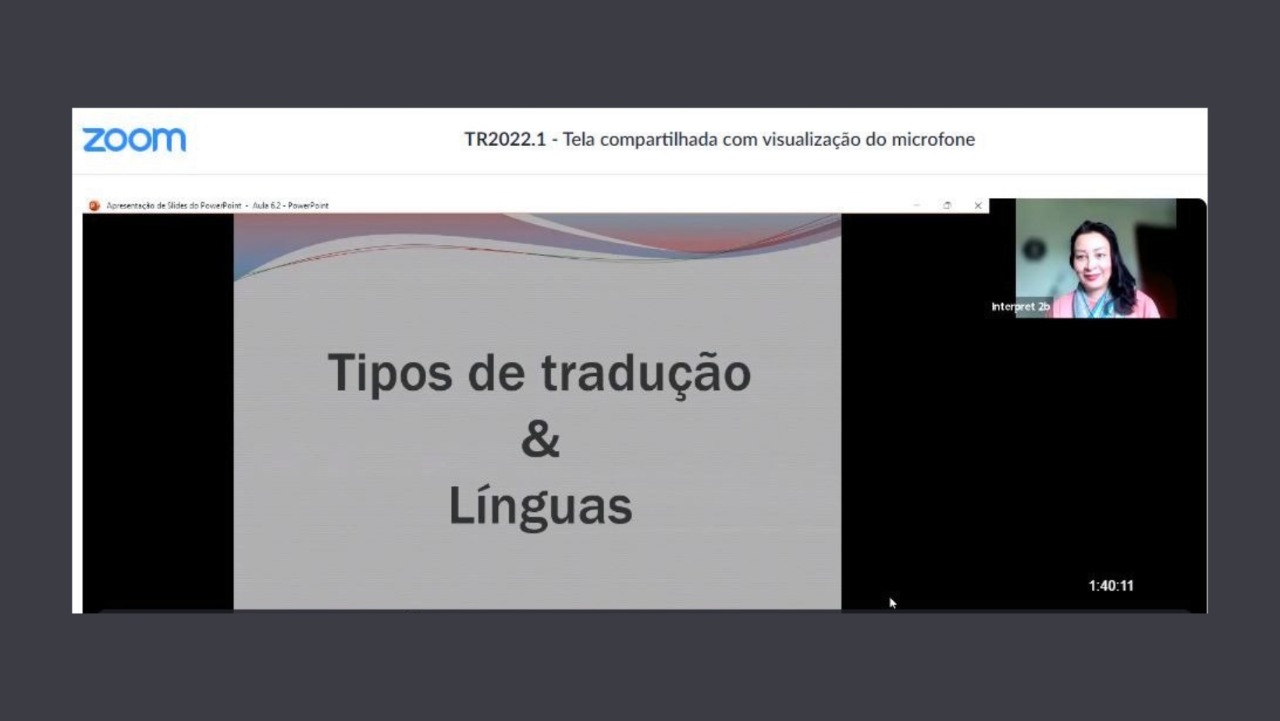 zoom
TR2022.1 - Tela compartilhada com visualização do microfone
Apresentação de Slides do PowerPoint - Aula 6.2 - PowerPoint
Interpret 2b
Tipos de tradução
&
Línguas
1:40:11